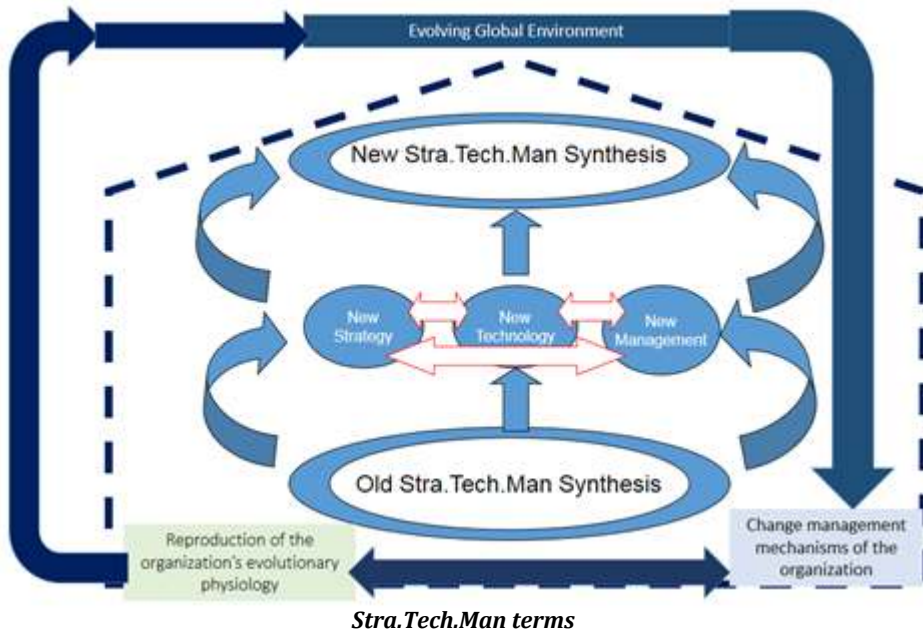 Evolving Global Environment
New Stra.Tech.Man Synthesis
New
Strategy
New
Technology
New
Management
Old Stra.Tech.Man Synthesis
Reproduction of the
organization's evolutionary
physiology
Change management
mechanisms of the
organization
Stra.Tech.Man terms